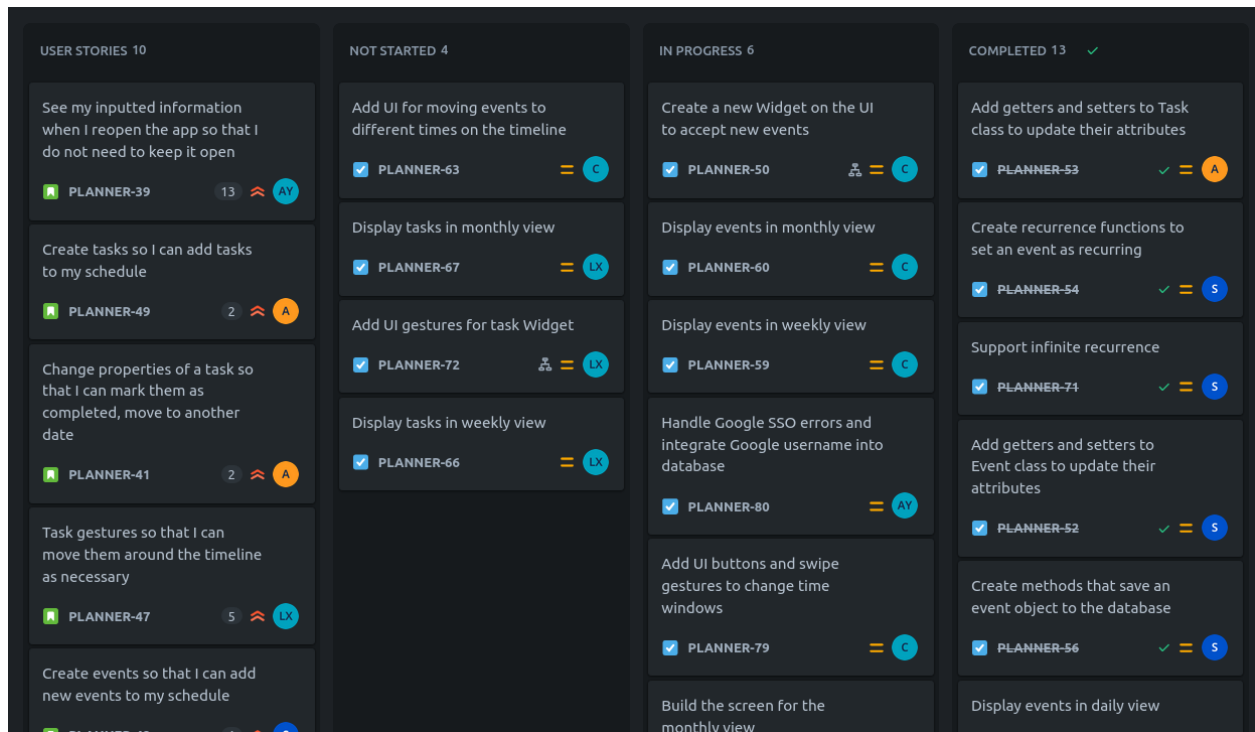 USER STORIES 10
See my inputted information
when I reopen the app so that I
do not need to keep it open
PLANNER-39 13 AY
Create tasks so I can add tasks
to my schedule
PLANNER-49 2 A
Change properties of a task so
that I can mark them as
completed, move to another
date
PLANNER-41 2 A
Task gestures so that I can
move them around the timeline
as necessary
PLANNER-47 5 LX
Create events so that I can add
new events to my schedule
NOT STARTED 4
Add UI for moving events to
different times on the timeline
PLANNER-63 C
Display tasks in monthly view
PLANNER-67 LX
Add UI gestures for task Widget
PLANNER-72 LX
Display tasks in weekly view
PLANNER-66 LX
IN PROGRESS 6
Create a new Widget on the UI
to accept new events
PLANNER-50 C
Display events in monthly view
PLANNER-60 C
Display events in weekly view
PLANNER-59 C
Handle Google SSO errors and
integrate Google username into
database
PLANNER-80 AY
Add UI buttons and swipe
gestures to change time
windows
PLANNER-79 C
Build the screen for the
monthly view
COMPLETED 13
Add getters and setters to Task
class to update their attributes
PLANNER-53 A
Create recurrence functions to
set an event as recurring
PLANNER-54 S
Support infinite recurrence
PLANNER-71 S
Add getters and setters to
Event class to update their
attributes
PLANNER-52 S
Create methods that save an
event object to the database
PLANNER-56 S
Display events in daily view